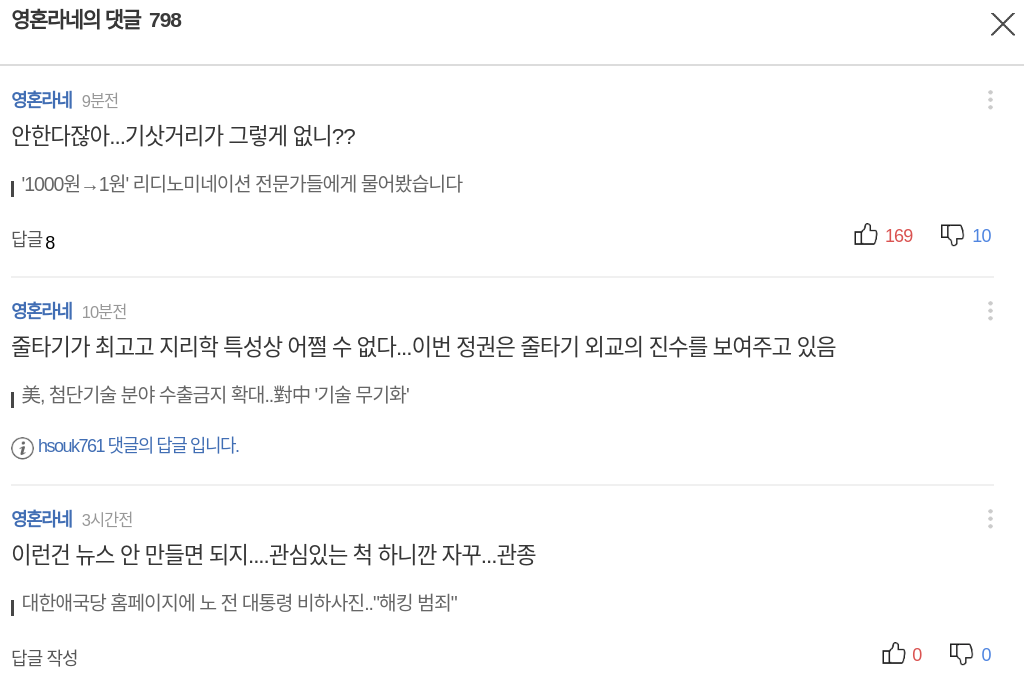 영혼라네의 댓글 798
영혼라네 9분전
안한다잖아...기삿거리가 그렇게 없니??
'1000원→1원' 리디노미네이션 전문가들에게 물어봤습니다
답글 8 169 10
영혼라네 10분전
줄타기가 최고고 지리학 특성상 어쩔 수 없다...이번 정권은 줄타기 외교의 진수를 보여주고 있음
美, 첨단기술 분야 수출금지 확대..對中 '기술 무기화'
hsouk761 댓글의 답글 입니다.
영혼라네 3시간전
이런건 뉴스 안 만들면 되지....관심있는 척 하니깐 자꾸...관종
대한애국당 홈페이지에 노 전 대통령 비하사진.."해킹 범죄"
답글 작성 0 0